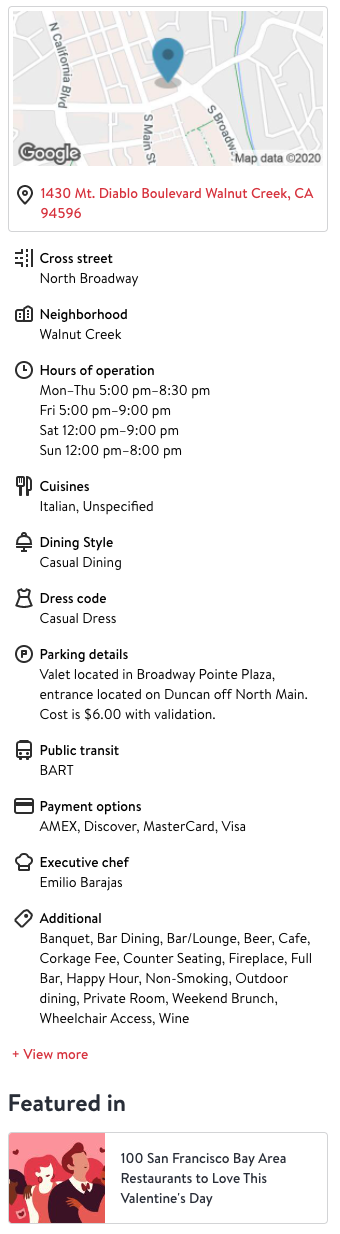 N California Blvd
S Main St
S Broadw
Google
Map data ©2020
1430 Mt. Diablo Boulevard Walnut Creek, CA
94596
Cross street
North Broadway
Neighborhood
Walnut Creek
Hours of operation
Mon–Thu 5:00 pm–8:30 pm
Fri 5:00 pm–9:00 pm
Sat 12:00 pm–9:00 pm
Sun 12:00 pm–8:00 pm
Cuisines
Italian, Unspecified
Dining Style
Casual Dining
Dress code
Casual Dress
Parking details
Valet located in Broadway Pointe Plaza,
entrance located on Duncan off North Main.
Cost is $6.00 with validation.
Public transit
BART
Payment options
AMEX, Discover, MasterCard, Visa
Executive chef
Emilio Barajas
Additional
Banquet, Bar Dining, Bar/Lounge, Beer, Cafe,
Corkage Fee, Counter Seating, Fireplace, Full
Bar, Happy Hour, Non-Smoking, Outdoor
dining, Private Room, Weekend Brunch,
Wheelchair Access, Wine
+ View more
Featured in
100 San Francisco Bay Area
Restaurants to Love This
Valentine's Day